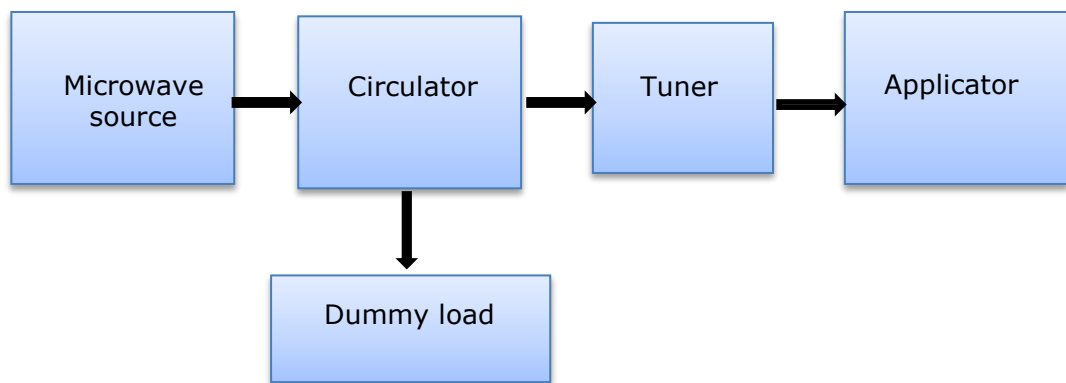 Microwave
source
Circulator
Tuner
Applicator
Dummy load